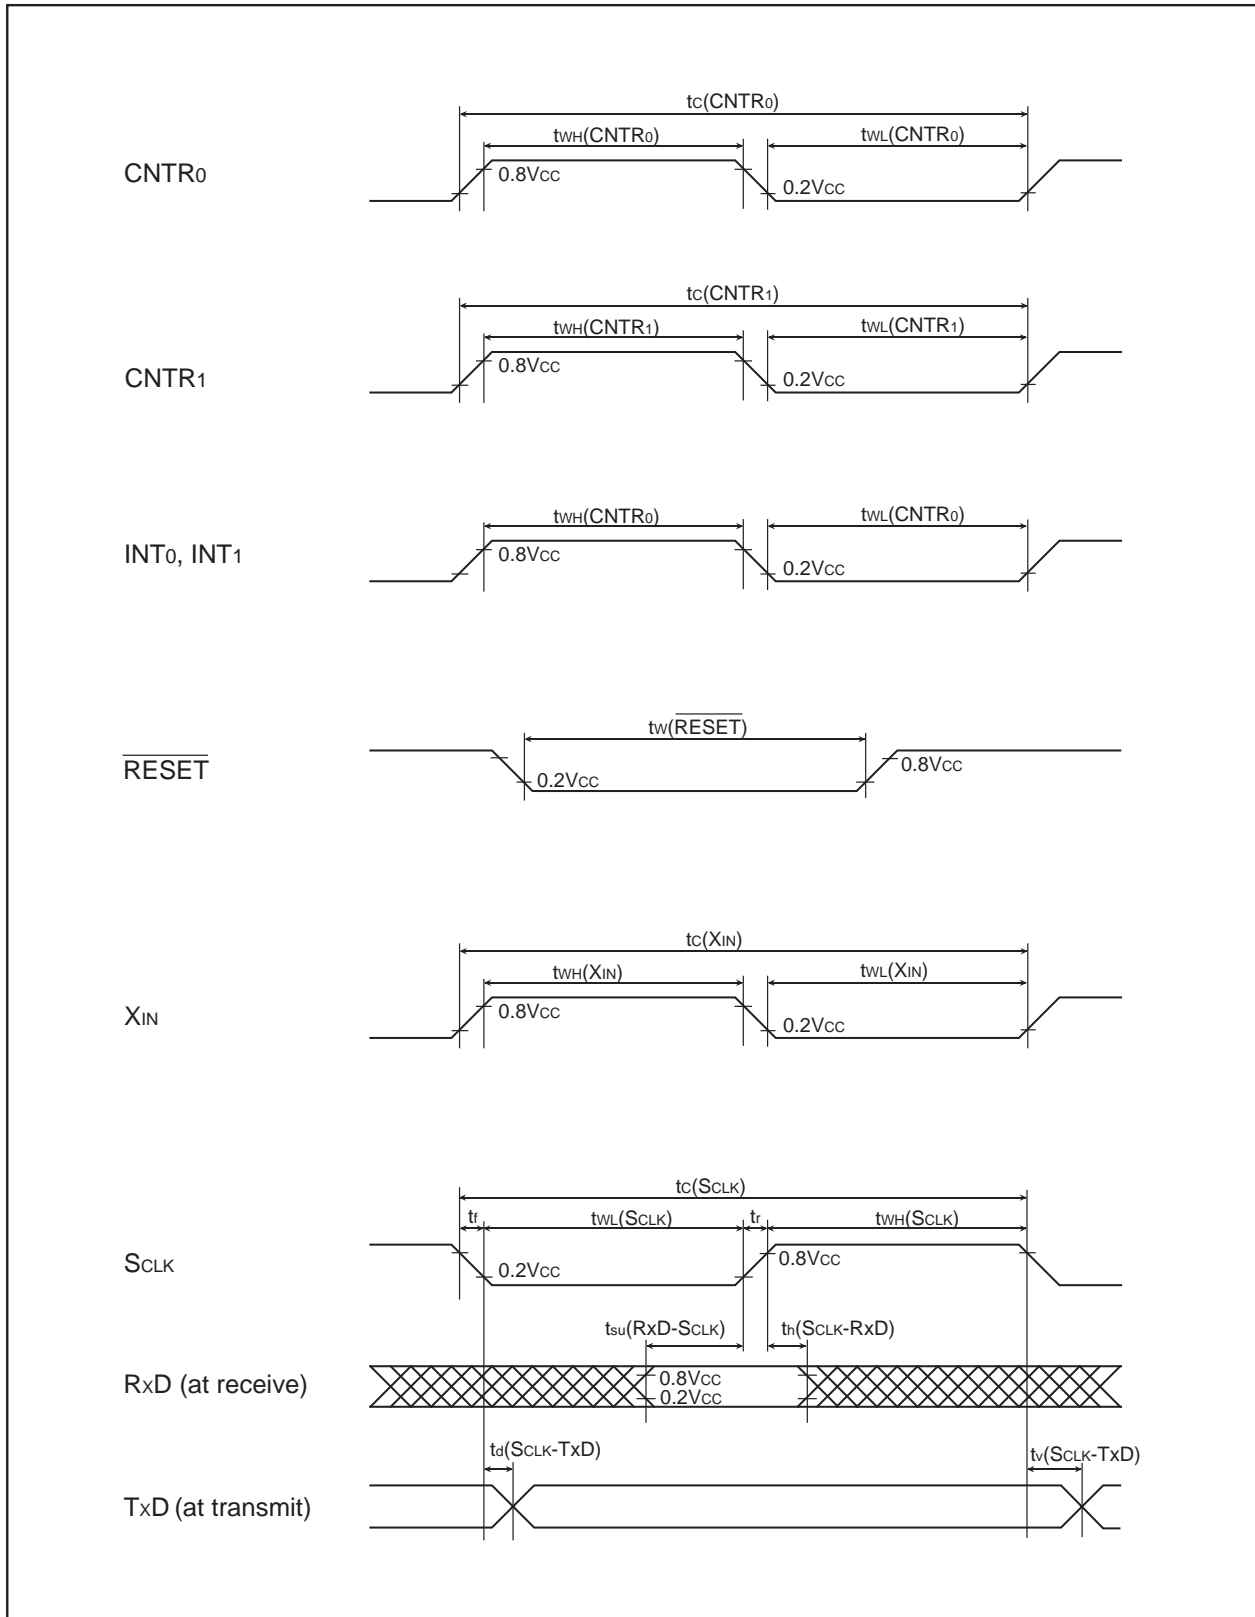 tC(CNTR0)
tWH(CNTR0) tWL(CNTR0)
CNTR0 0.8VCC 0.2VCC
tC(CNTR1)
tWH(CNTR1) tWL(CNTR1)
CNTR1 0.8VCC 0.2VCC
tWH(CNTR0) tWL(CNTR0)
INT0, INT1 0.8VCC 0.2VCC
tW(RESET)
RESET 0.2VCC 0.8VCC
tC(XIN)
tWH(XIN) tWL(XIN)
XIN 0.8VCC 0.2VCC
tC(SCLK)
tf tWL(SCLK) tr tWH(SCLK)
SCLK 0.2VCC 0.8VCC
tsu(RxD-SCLK) th(SCLK-RxD)
RXD (at receive) 0.8VCC
0.2VCC
td(SCLK-TxD) tv(SCLK-TxD)
TXD (at transmit)